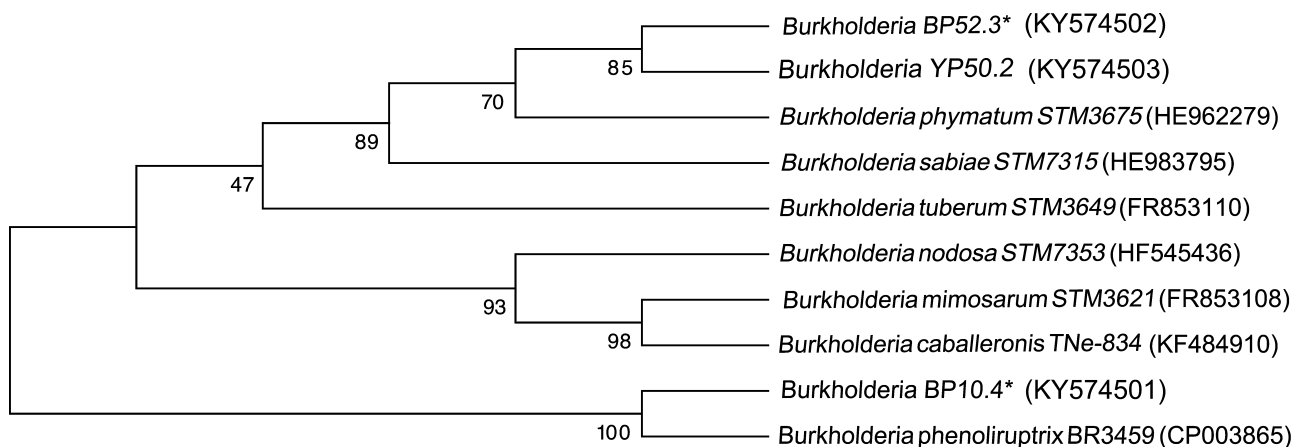 Burkholderia BP52.3* (KY574502)
85
Burkholderia YP50.2 (KY574503)
70
Burkholderia phymatum STM3675 (HE962279)
89
Burkholderia sabiae STM7315 (HE983795)
47
Burkholderia tuberum STM3649 (FR853110)
Burkholderia nodosa STM7353 (HF545436)
93
Burkholderia mimosarum STM3621 (FR853108)
98
Burkholderia caballeronis TNe-834 (KF484910)
Burkholderia BP10.4* (KY574501)
100
Burkholderia phenoliruptrix BR3459 (CP003865)